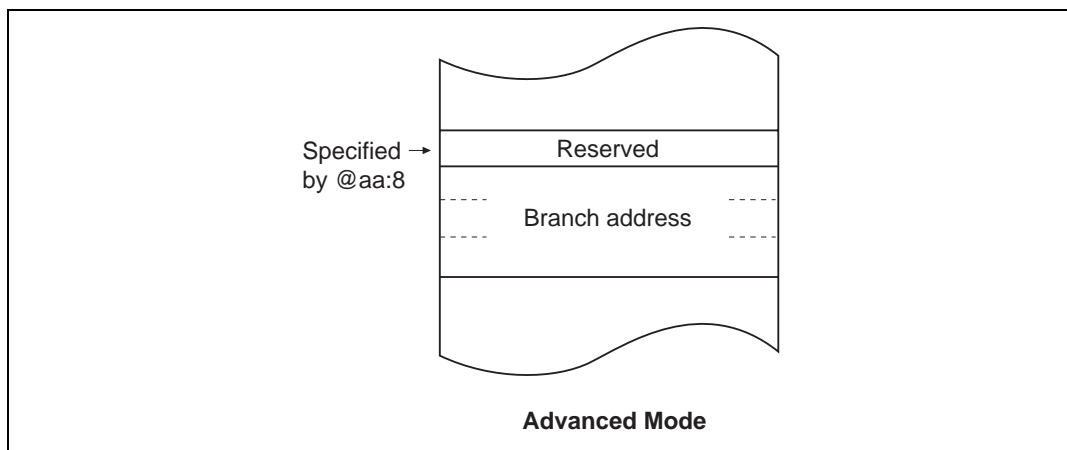 Reserved
Specified
by @aa:8
Branch address
Advanced Mode